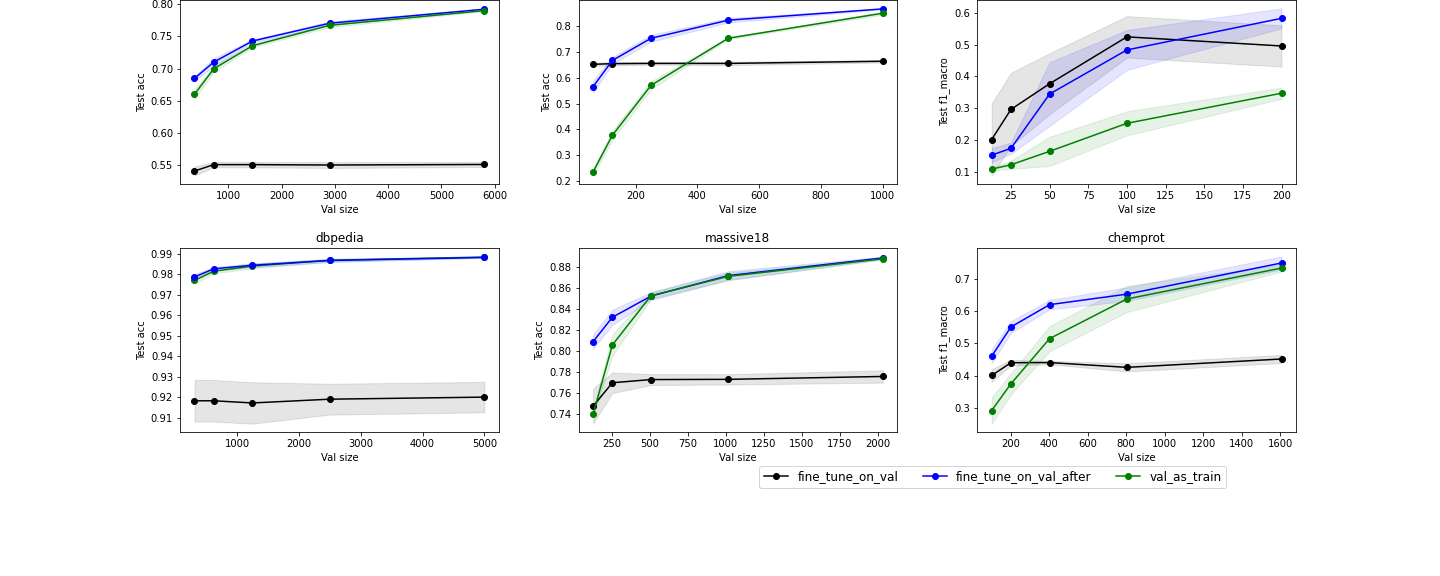 0.80
0.75
0.70
0.65
0.60
0.55
Test acc
1000 2000 3000 4000 5000 6000
Val size
0.8
0.7
0.6
0.5
0.4
0.3
0.2
Test acc
200 400 600 800 1000
Val size
0.6
0.5
0.4
0.3
0.2
0.1
Test f1_macro
25 50 75 100 125 150 175 200
Val size
dbpedia
0.99
0.98
0.97
0.96
0.95
0.94
0.93
0.92
0.91
Test acc
1000 2000 3000 4000 5000
Val size
massive18
0.88
0.86
0.84
0.82
0.80
0.78
0.76
0.74
Test acc
250 500 750 1000 1250 1500 1750 2000
Val size
chemprot
0.7
0.6
0.5
0.4
0.3
Test f1_macro
200 400 600 800 1000 1200 1400 1600
Val size
fine_tune_on_val fine_tune_on_val_after val_as_train